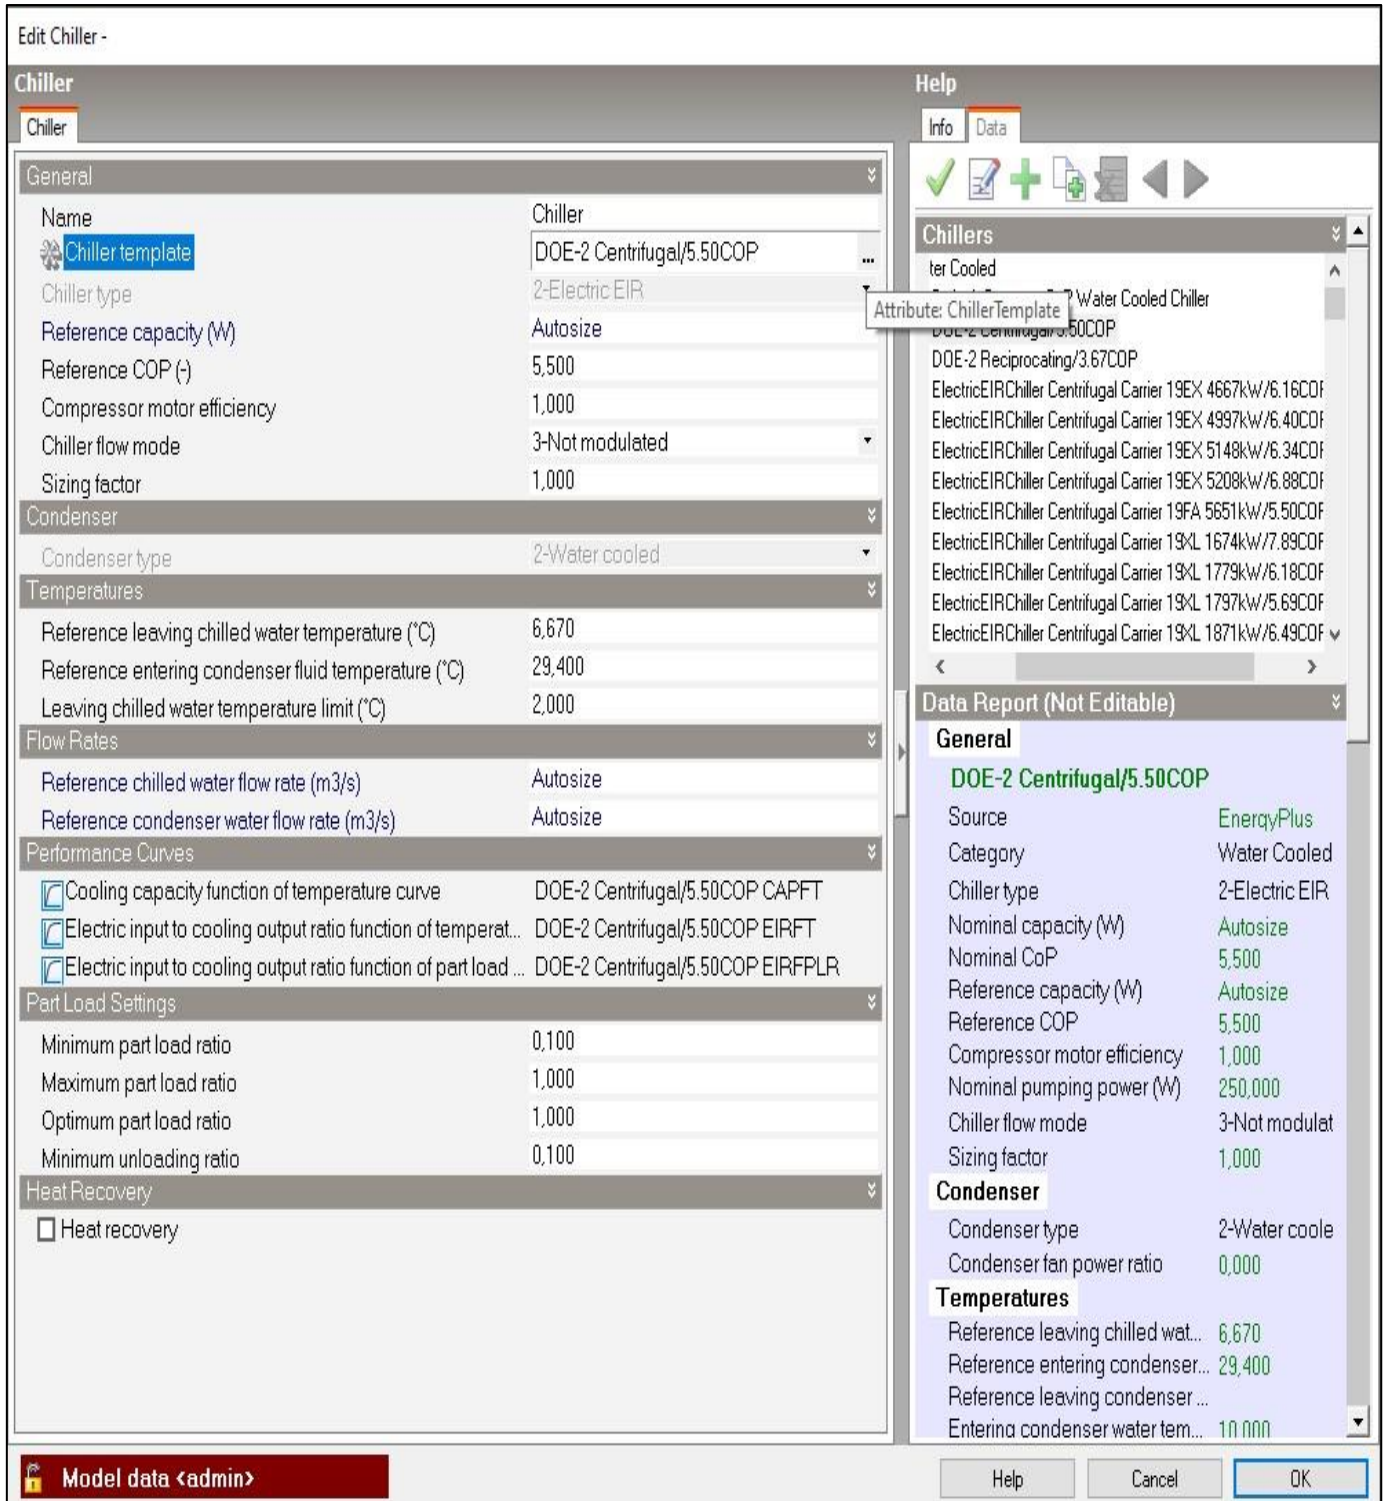 Edit Chiller -
Chiller
Chiller
General
Name Chiller
Chiller template DOE-2 Centrifugal/5.50COP ...
Chiller type 2-Electric EIR
Reference capacity (W) Autosize
Reference COP (-) 5,500
Compressor motor efficiency 1,000
Chiller flow mode 3-Not modulated
Sizing factor 1,000
Condenser
Condenser type 2-Water cooled
Temperatures
Reference leaving chilled water temperature (°C) 6,670
Reference entering condenser fluid temperature (°C) 29,400
Leaving chilled water temperature limit (°C) 2,000
Flow Rates
Reference chilled water flow rate (m3/s) Autosize
Reference condenser water flow rate (m3/s) Autosize
Performance Curves
Cooling capacity function of temperature curve DOE-2 Centrifugal/5.50COP CAPFT
Electric input to cooling output ratio function of temperat... DOE-2 Centrifugal/5.50COP EIRFT
Electric input to cooling output ratio function of part load ... DOE-2 Centrifugal/5.50COP EIRFPLR
Part Load Settings
Minimum part load ratio 0,100
Maximum part load ratio 1,000
Optimum part load ratio 1,000
Minimum unloading ratio 0,100
Heat Recovery
Heat recovery
Help
Info Data
Chillers
ter Cooled
Water Cooled Chiller
Attribute: ChillerTemplate
DOE-2 Centrifugal/5.50COP
DOE-2 Reciprocating/3.67COP
ElectricEIRChiller Centrifugal Carrier 19EX 4667kW/6.16COP
ElectricEIRChiller Centrifugal Carrier 19EX 4997kW/6.40COP
ElectricEIRChiller Centrifugal Carrier 19EX 5148kW/6.34COP
ElectricEIRChiller Centrifugal Carrier 19EX 5208kW/6.88COP
ElectricEIRChiller Centrifugal Carrier 19FA 5651kW/5.50COP
ElectricEIRChiller Centrifugal Carrier 19XL 1674kW/7.89COP
ElectricEIRChiller Centrifugal Carrier 19XL 1779kW/6.18COP
ElectricEIRChiller Centrifugal Carrier 19XL 1797kW/5.69COP
ElectricEIRChiller Centrifugal Carrier 19XL 1871kW/6.49COP
Data Report (Not Editable)
General
DOE-2 Centrifugal/5.50COP
Source EnergyPlus
Category Water Cooled
Chiller type 2-Electric EIR
Nominal capacity (W) Autosize
Nominal CoP 5,500
Reference capacity (W) Autosize
Reference COP 5,500
Compressor motor efficiency 1,000
Nominal pumping power (W) 250,000
Chiller flow mode 3-Not modulat
Sizing factor 1,000
Condenser
Condenser type 2-Water coole
Condenser fan power ratio 0,000
Temperatures
Reference leaving chilled wat... 6,670
Reference entering condenser... 29,400
Reference leaving condenser ...
Entering condenser water tem... 10,000
Model data <admin>
Help Cancel OK